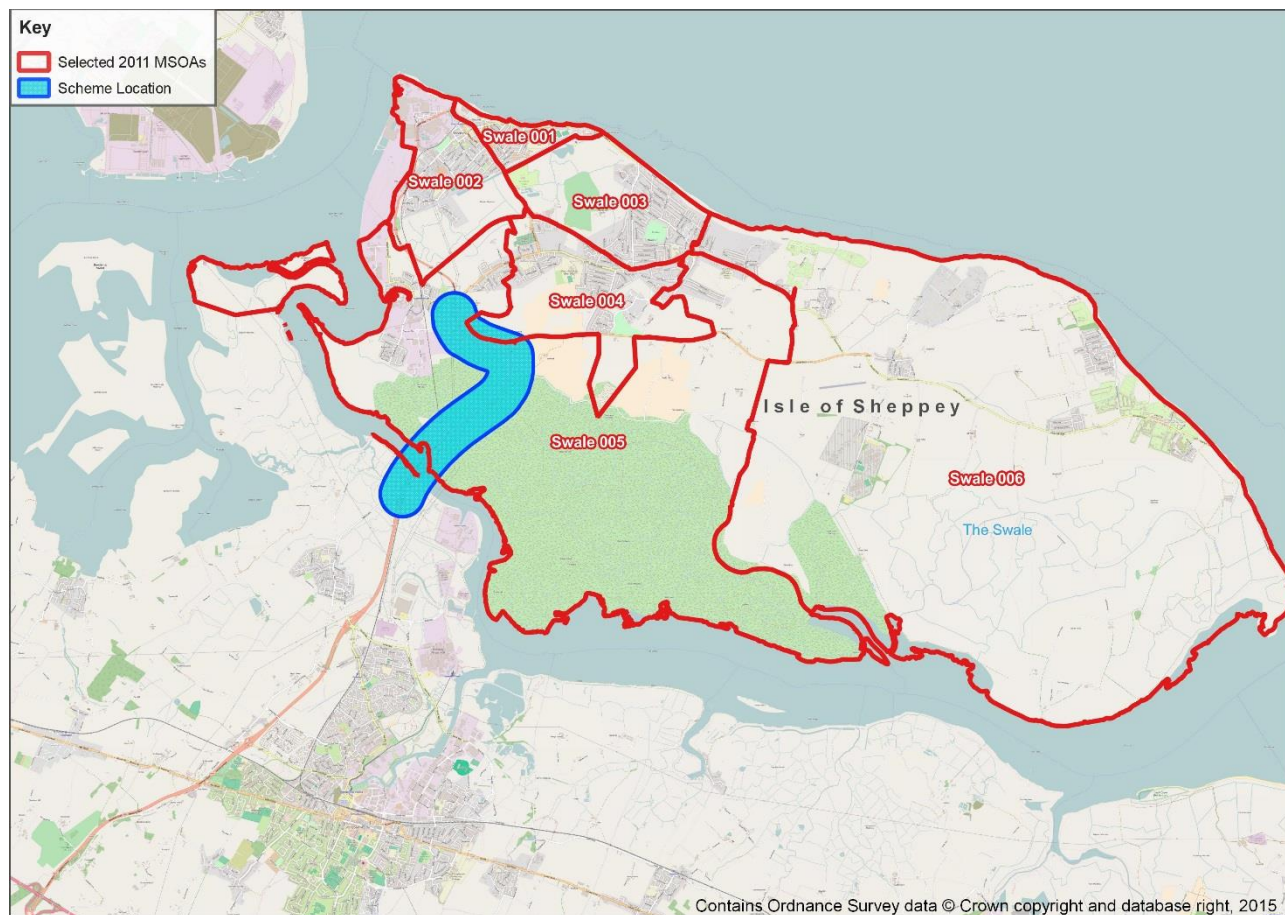 Key
Selected 2011 MSOAs
Scheme Location
Swale 001
Swale 002
Swale 003
Swale 004
Isle of Sheppey
Swale 005
Swale 006
The Swale
Contains Ordnance Survey data © Crown copyright and database right, 2015